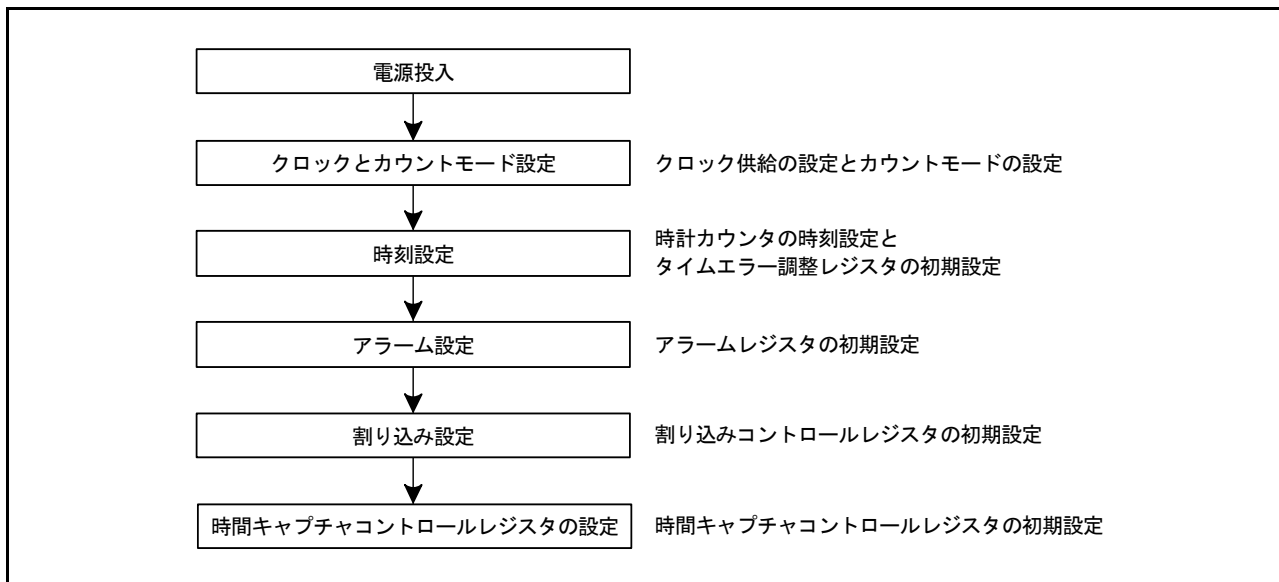 電源投入
クロックとカウントモード設定
クロック供給の設定とカウントモードの設定
時刻設定
時計カウンタの時刻設定と
タイムエラー調整レジスタの初期設定
アラーム設定
アラームレジスタの初期設定
割り込み設定
割り込みコントロールレジスタの初期設定
時間キャプチャコントロールレジスタの設定
時間キャプチャコントロールレジスタの初期設定